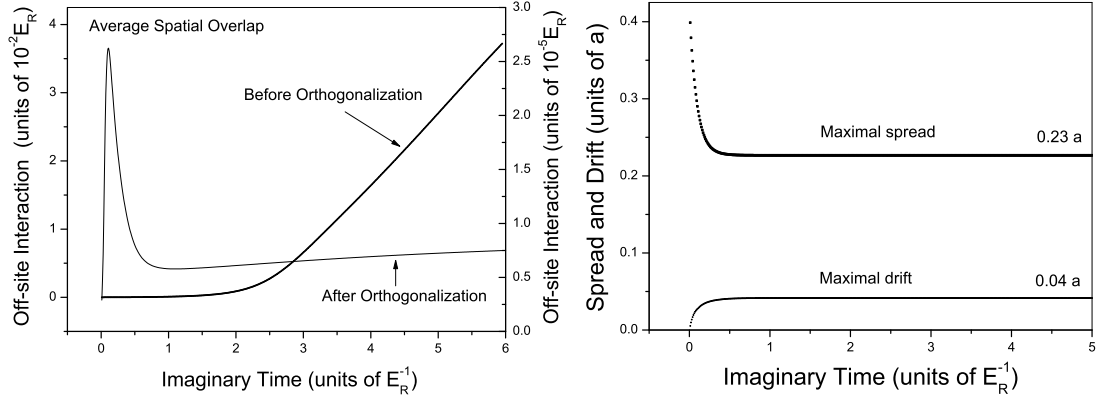 Average Spatial Overlap
Before Orthogonalization
After Orthogonalization
Off-site Interaction (units of 10⁻²E_R)
4
3
2
1
0
Off-site Interaction (units of 10⁻⁵E_R)
3.0
2.5
2.0
1.5
1.0
0.5
0.0
0 1 2 3 4 5 6
Imaginary Time (units of E_R⁻¹)
Spread and Drift (units of a)
0.4
0.3
0.2
0.1
0.0
Maximal spread 0.23 a
Maximal drift 0.04 a
0 1 2 3 4 5
Imaginary Time (units of E_R⁻¹)